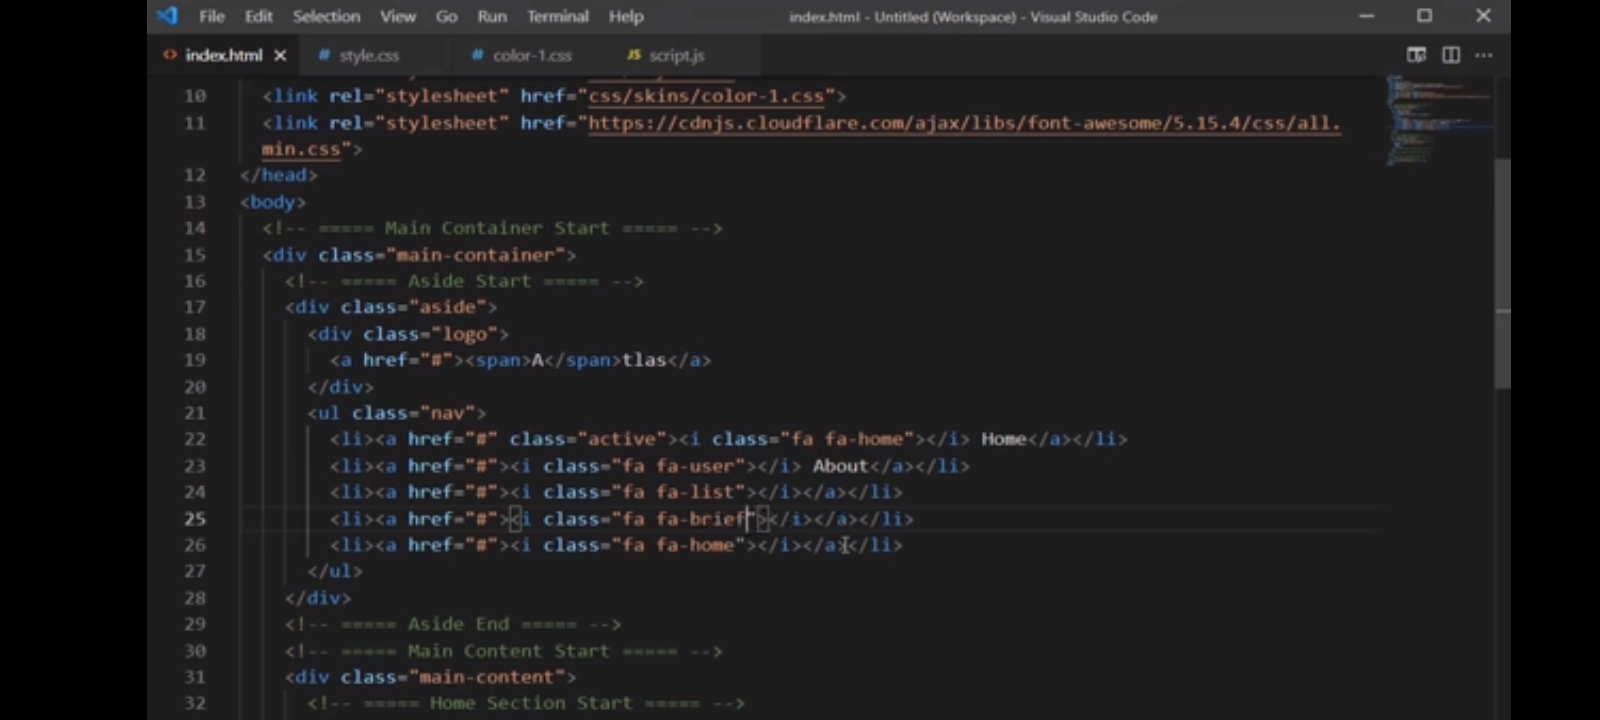 File Edit Selection View Go Run Terminal Help index.html - Untitled (Workspace) - Visual Studio Code
index.html # style.css # color-1.css JS script.js
10 <link rel="stylesheet" href="css/skins/color-1.css">
11 <link rel="stylesheet" href="https://cdnjs.cloudflare.com/ajax/libs/font-awesome/5.15.4/css/all.
min.css">
12 </head>
13 <body>
14 <!-- ===== Main Container Start ===== -->
15 <div class="main-container">
16 <!-- ===== Aside Start ===== -->
17 <div class="aside">
18 <div class="logo">
19 <a href="#"><span>A</span>tlas</a>
20 </div>
21 <ul class="nav">
22 <li><a href="#" class="active"><i class="fa fa-home"></i> Home</a></li>
23 <li><a href="#"><i class="fa fa-user"></i> About</a></li>
24 <li><a href="#"><i class="fa fa-list"></i></a></li>
25 <li><a href="#"><i class="fa fa-brief"></i></a></li>
26 <li><a href="#"><i class="fa fa-home"></i></a></li>
27 </ul>
28 </div>
29 <!-- ===== Aside End ===== -->
30 <!-- ===== Main Content Start ===== -->
31 <div class="main-content">
32 <!-- ===== Home Section Start ===== -->